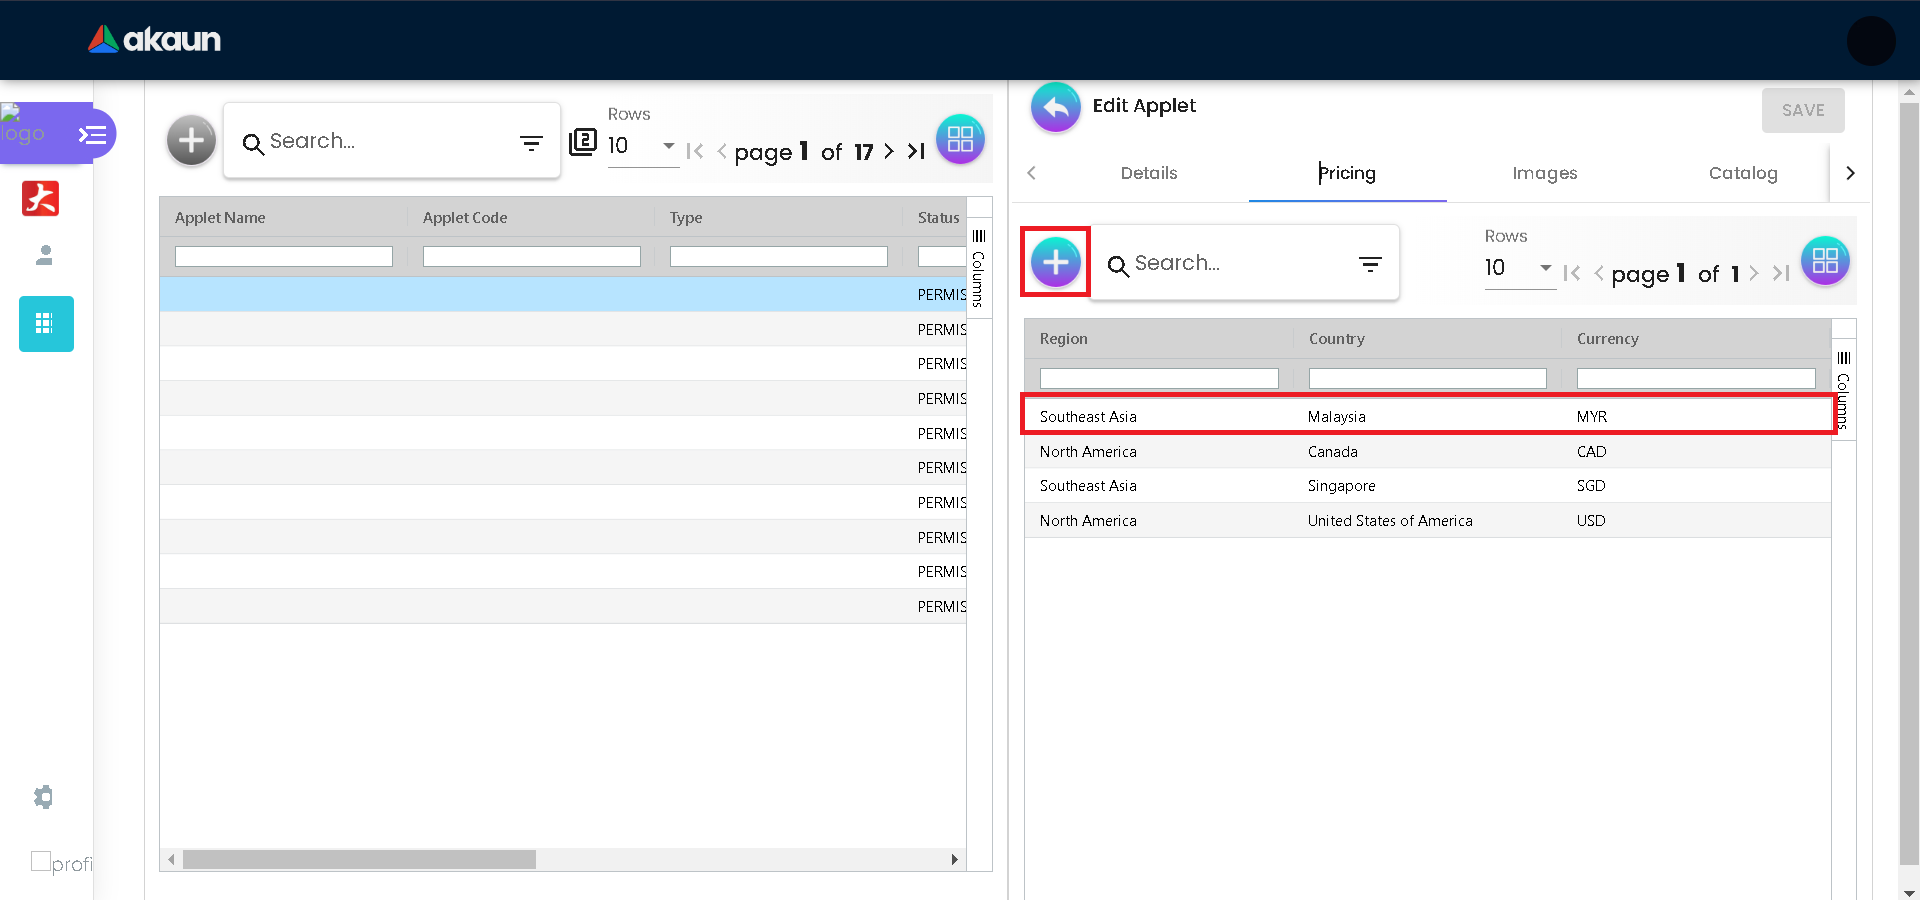 akaun
logo
profi
Search...
2
Rows
10
page 1 of 17
Applet Name
Applet Code
Type
Status
PERMIS
PERMIS
PERMIS
PERMIS
PERMIS
PERMIS
PERMIS
PERMIS
PERMIS
PERMIS
Columns
Edit Applet
SAVE
Details
Pricing
Images
Catalog
Search...
Rows
10
page 1 of 1
Region
Country
Currency
Southeast Asia
Malaysia
MYR
North America
Canada
CAD
Southeast Asia
Singapore
SGD
North America
United States of America
USD
Columns